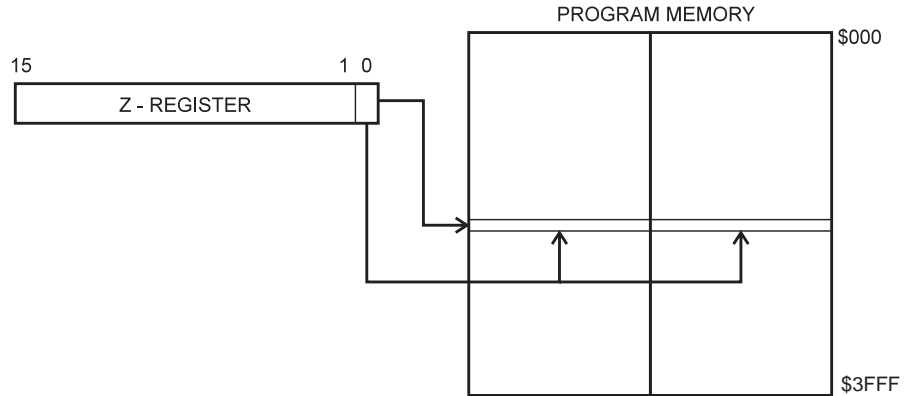 PROGRAM MEMORY
$000
15 1 0
Z - REGISTER
$3FFF